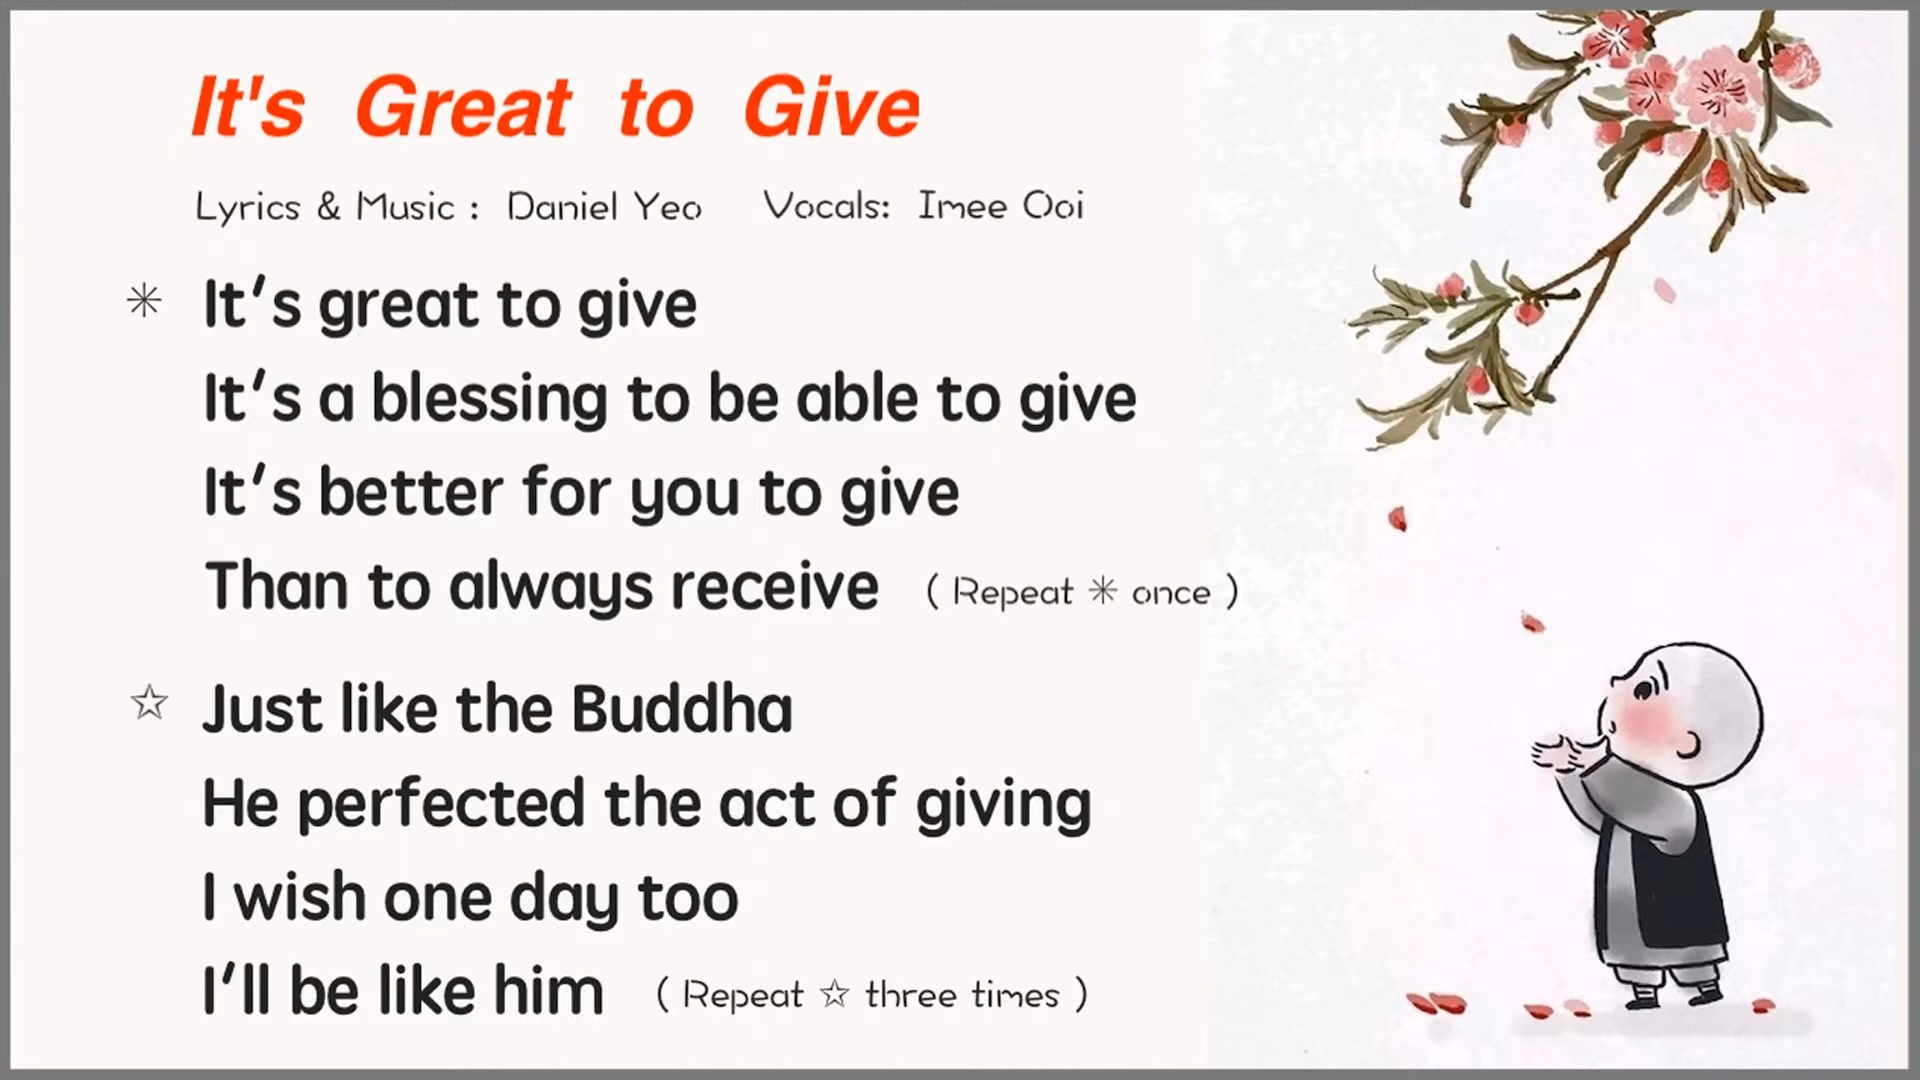 It's Great to Give
Lyrics & Music : Daniel Yeo Vocals: Imee Ooi
✳ It's great to give
It's a blessing to be able to give
It's better for you to give
Than to always receive ( Repeat ✳ once )
☆ Just like the Buddha
He perfected the act of giving
I wish one day too
I'll be like him ( Repeat ☆ three times )